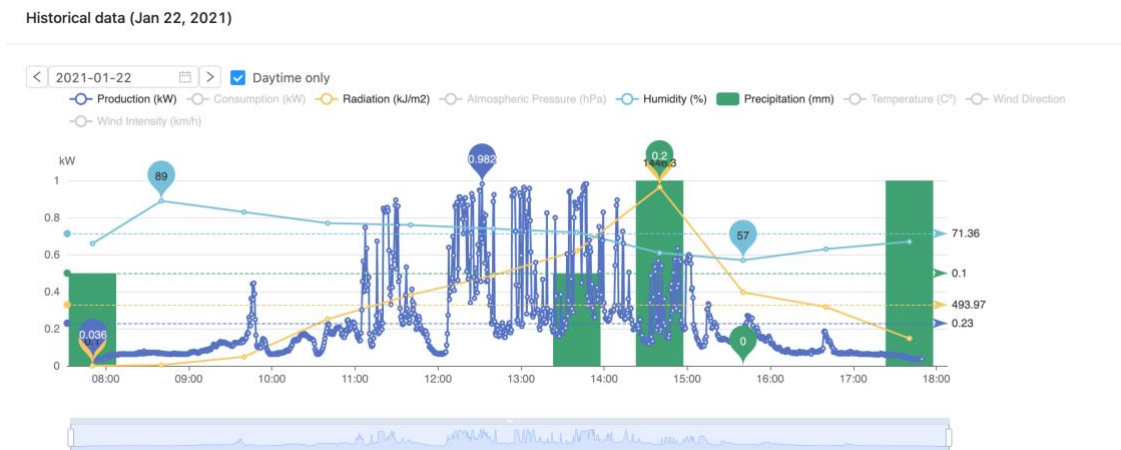 Historical data (Jan 22, 2021)
2021-01-22 Daytime only
Production (kW) Consumption (kW) Radiation (kJ/m2) Atmospheric Pressure (hPa) Humidity (%) Precipitation (mm) Temperature (C°) Wind Direction
Wind Intensity (km/h)
kW
0.982
0.2
1446.3
89
1
0.8
57
71.36
0.6
0.1
0.4
493.97
0.2
0.036
0.23
0
0
08:00 09:00 10:00 11:00 12:00 13:00 14:00 15:00 16:00 17:00 18:00